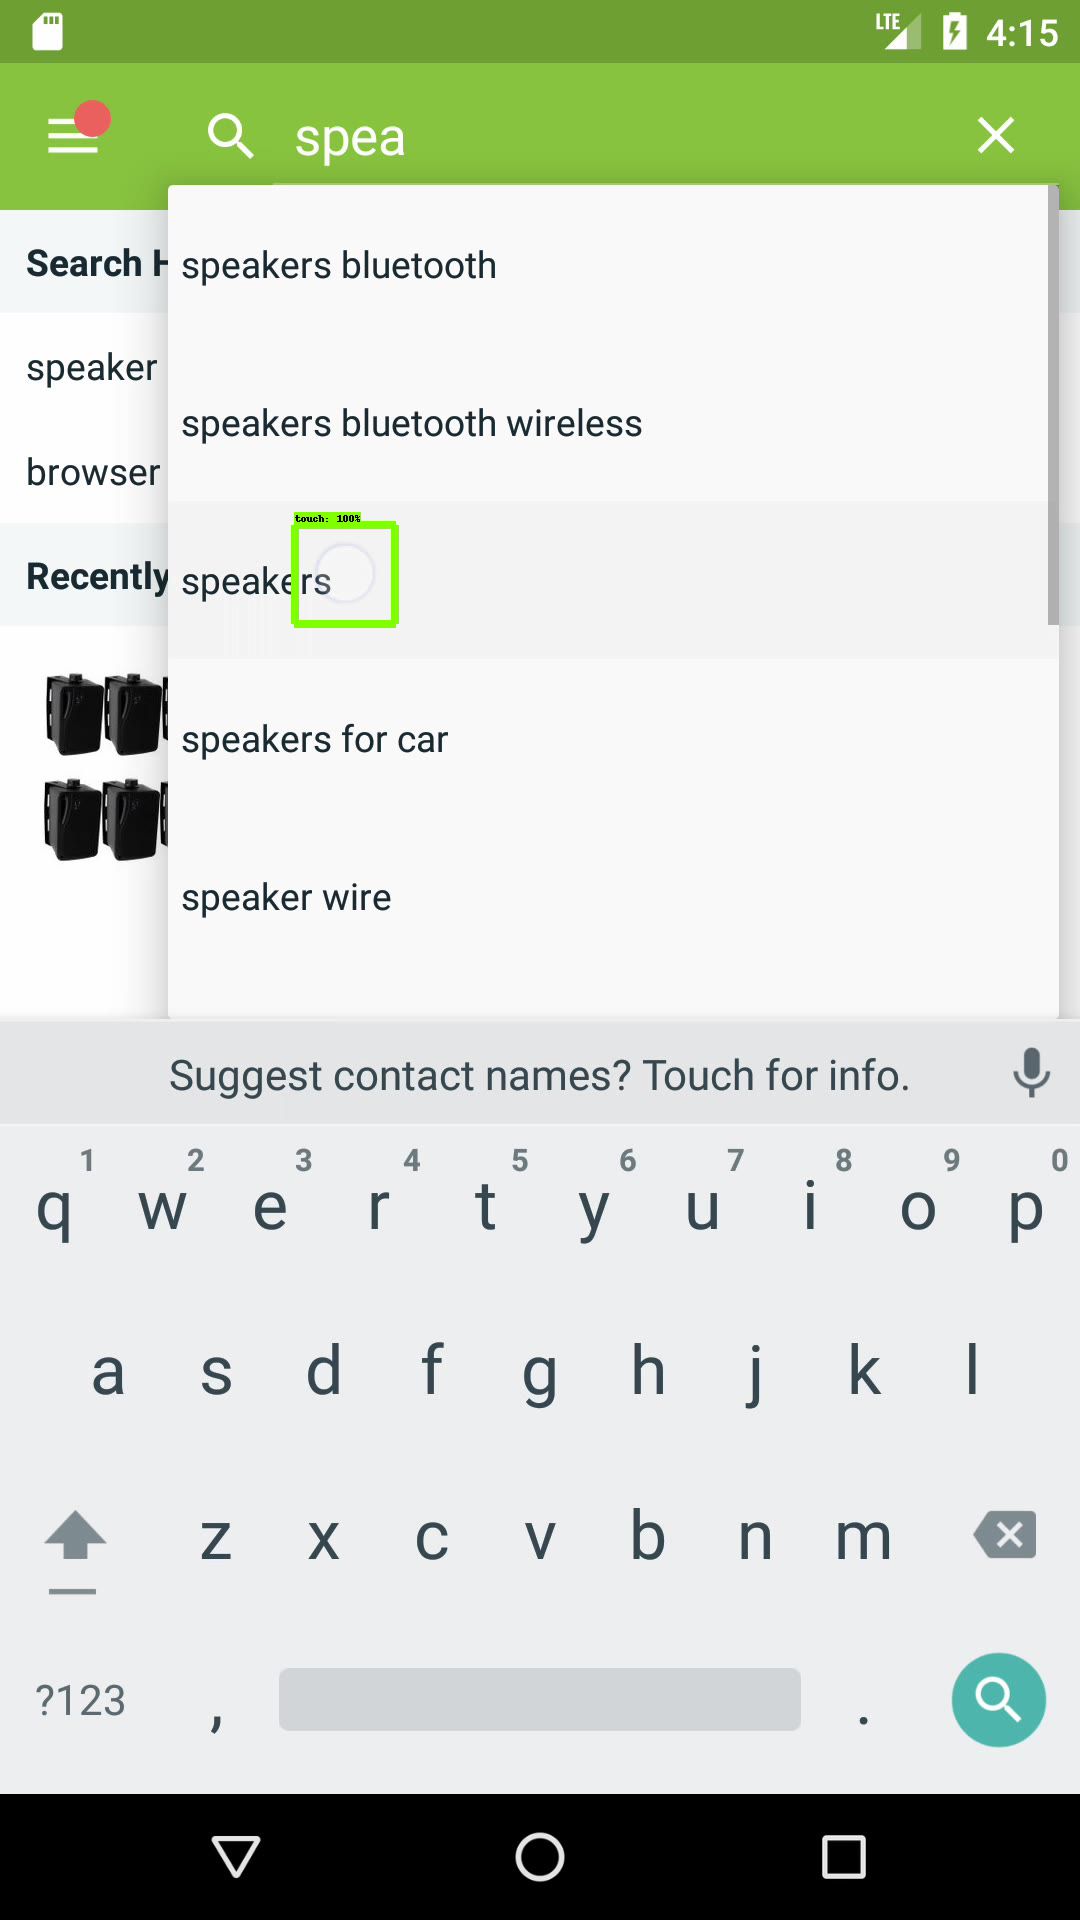 LTE 4:15
spea
Search H
speakers bluetooth
speaker
speakers bluetooth wireless
browser
touch: 100%
Recently
speakers
speakers for car
speaker wire
Suggest contact names? Touch for info.
1 2 3 4 5 6 7 8 9 0
q w e r t y u i o p
a s d f g h j k l
z x c v b n m
?123 , .